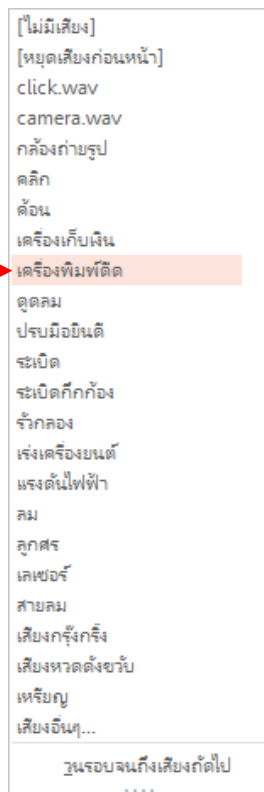 [ไม่มีเสียง]
[หยุดเสียงก่อนหน้า]
click.wav
camera.wav
กล้องถ่ายรูป
คลิก
ค้อน
เครื่องเก็บเงิน
เครื่องพิมพ์ดีด
ดูดลม
ปรบมือยินดี
ระเบิด
ระเบิดกึกก้อง
รัวกลอง
เร่งเครื่องยนต์
แรงดันไฟฟ้า
ลม
ลูกศร
เลเซอร์
สายลม
เสียงกรุ๊งกริ๊ง
เสียงหวดดังขวับ
เหรียญ
เสียงอื่นๆ...
วนรอบจนถึงเสียงถัดไป